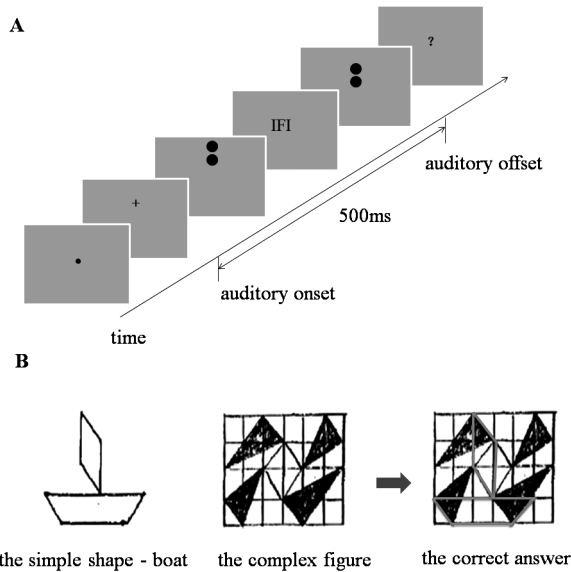 A
?
IFI
+
auditory offset
500ms
auditory onset
time
B
the simple shape - boat
the complex figure
the correct answer